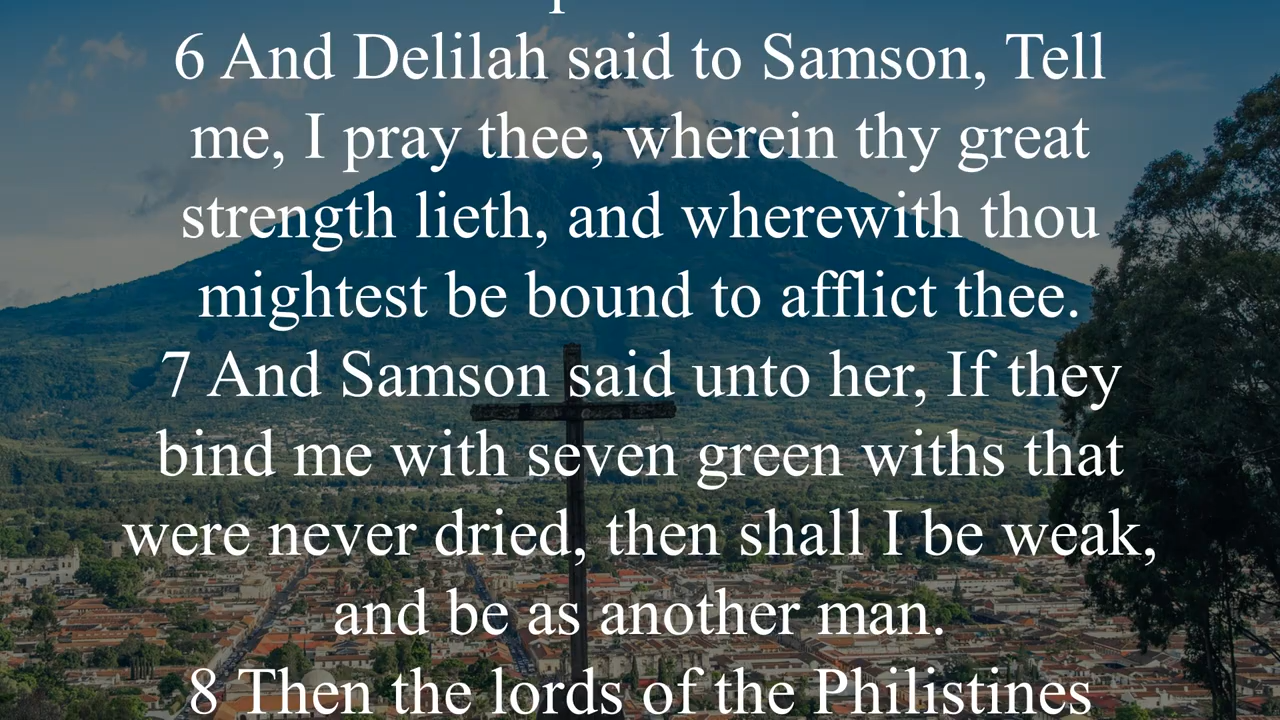 6 And Delilah said to Samson, Tell
me, I pray thee, wherein thy great
strength lieth, and wherewith thou
mightest be bound to afflict thee.
7 And Samson said unto her, If they
bind me with seven green withs that
were never dried, then shall I be weak,
and be as another man.
8 Then the lords of the Philistines